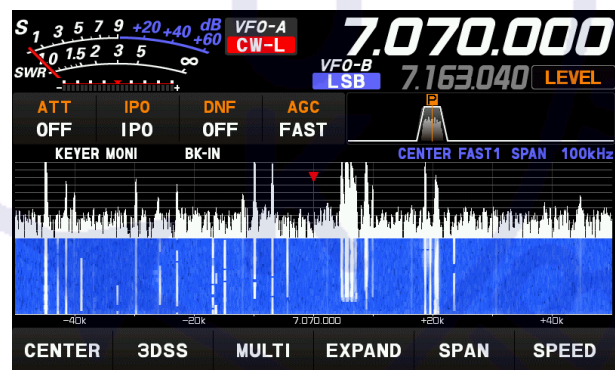 S 1 3 5 7 9 +20 +40 +60 dB
VFO-A
CW-L
7.070.000
0 1.5 2 3 5 ∞
SWR
VFO-B
LSB
7.163.040
LEVEL
- +
ATT IPO DNF AGC
OFF IPO OFF FAST
P
KEYER MONI BK-IN CENTER FAST1 SPAN 100kHz
-40k -20k 7.070.000 +20k +40k
CENTER 3DSS MULTI EXPAND SPAN SPEED